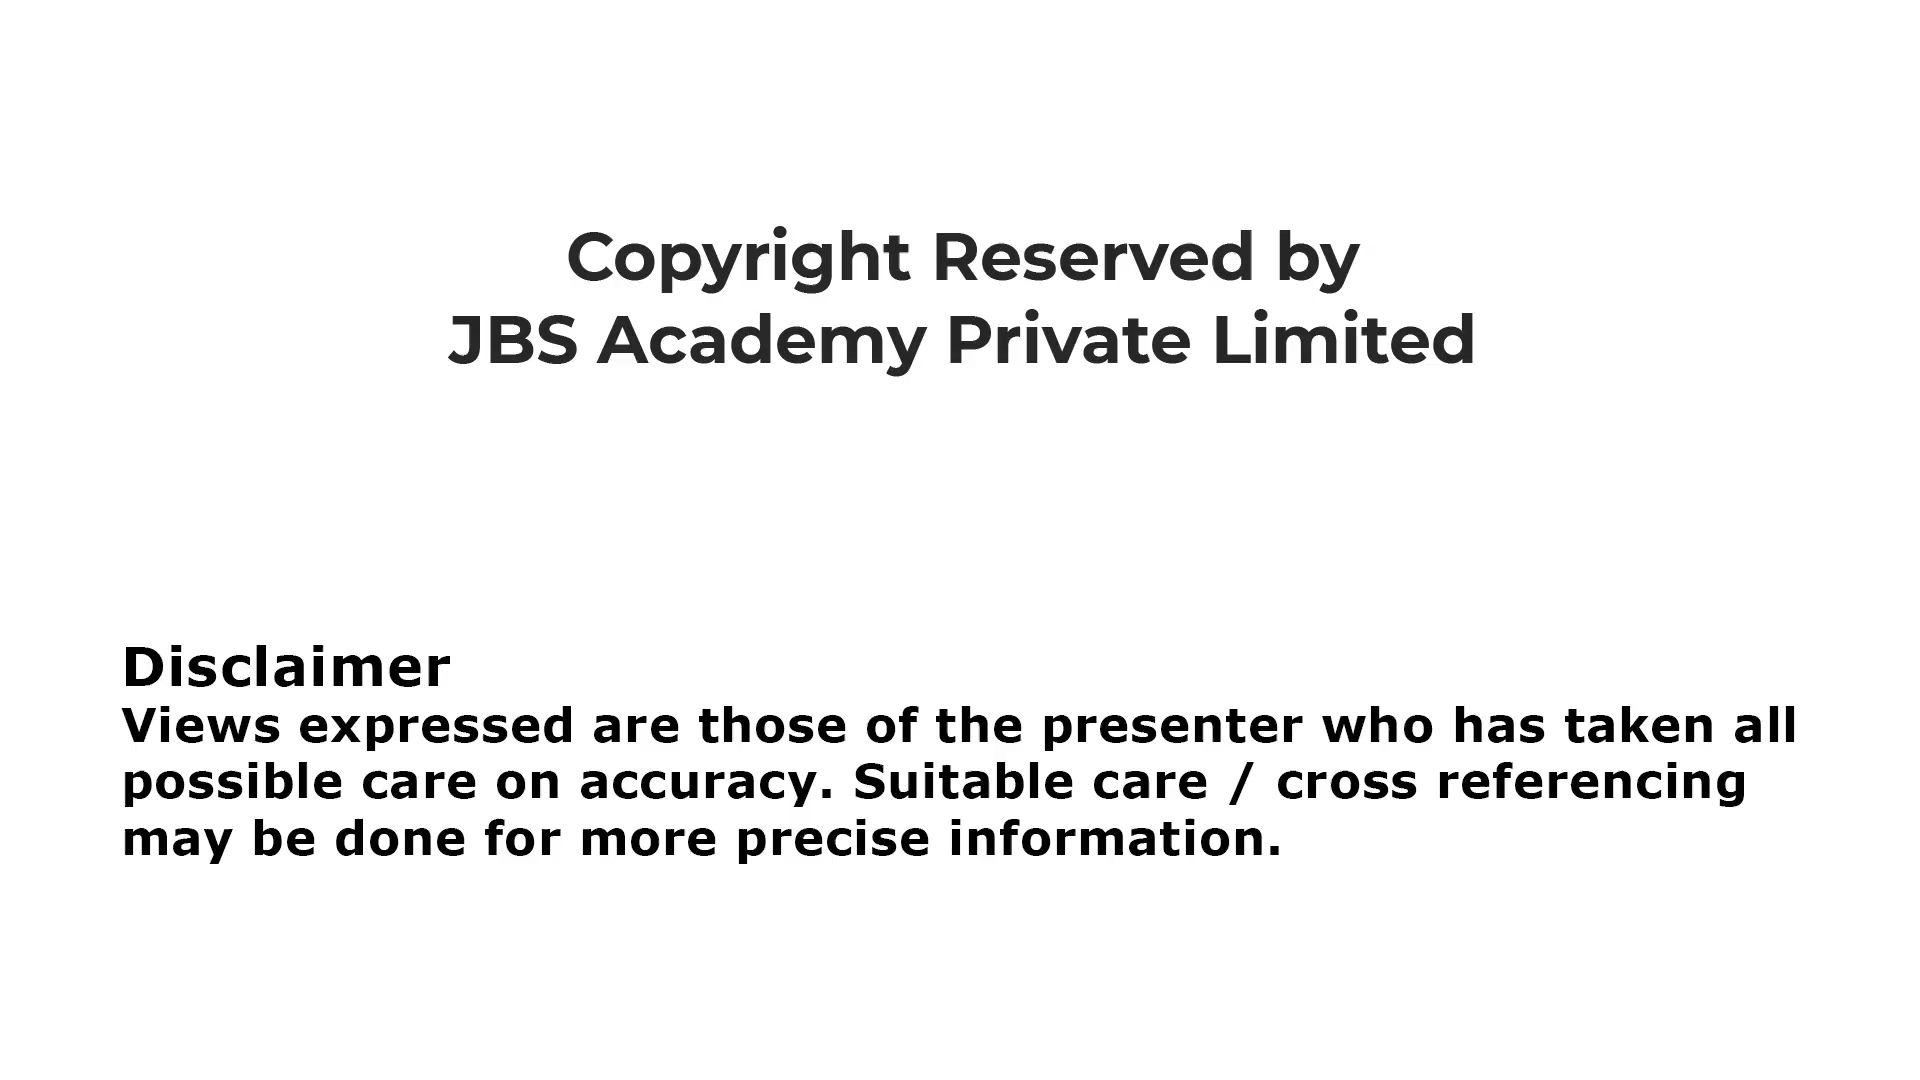 Copyright Reserved by
JBS Academy Private Limited
Disclaimer
Views expressed are those of the presenter who has taken all
possible care on accuracy. Suitable care / cross referencing
may be done for more precise information.